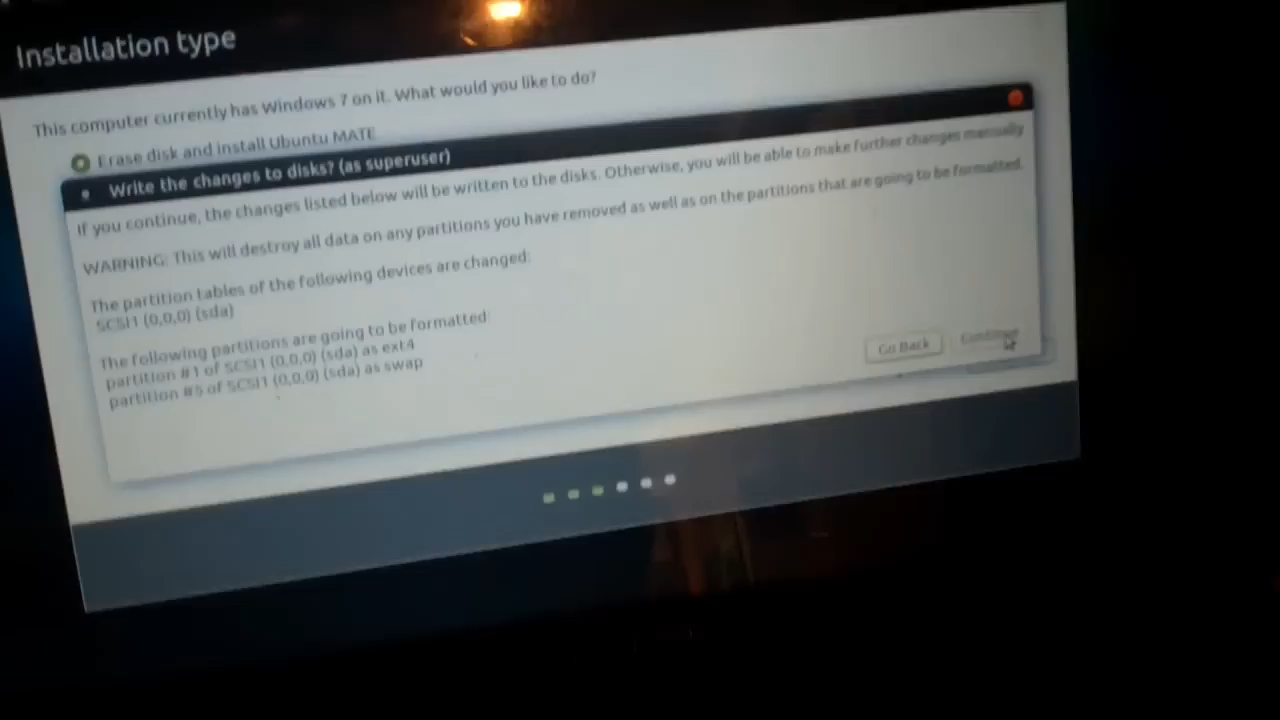 Installation type
This computer currently has Windows 7 on it. What would you like to do?
Erase disk and install Ubuntu MATE
Write the changes to disks? (as superuser)
If you continue, the changes listed below will be written to the disks. Otherwise, you will be able to make further changes manually.
WARNING: This will destroy all data on any partitions you have removed as well as on the partitions that are going to be formatted.
The partition tables of the following devices are changed:
SCSI1 (0,0,0) (sda)
The following partitions are going to be formatted:
partition #1 of SCSI1 (0,0,0) (sda) as ext4
partition #5 of SCSI1 (0,0,0) (sda) as swap
Go Back
Continue